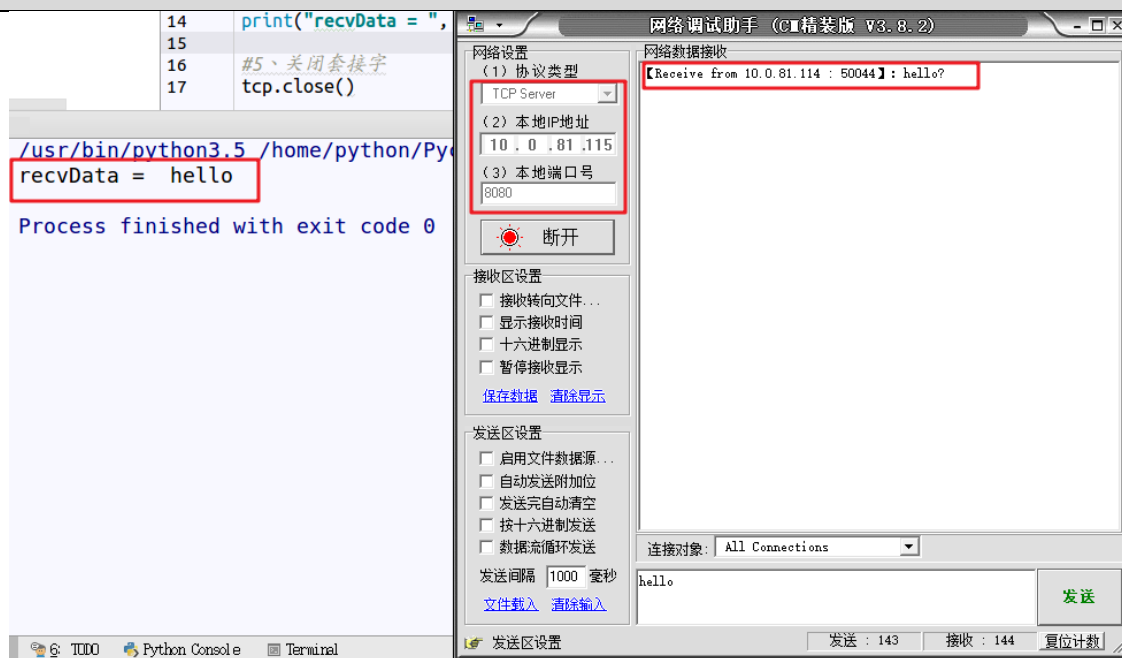 14 print("recvData = ",
15
16 #5、关闭套接字
17 tcp.close()
/usr/bin/python3.5 /home/python/Pyc
recvData = hello
Process finished with exit code 0
6: TODO Python Console Terminal
网络调试助手 (CM精装版 V3.8.2)
网络设置
(1) 协议类型
TCP Server
(2) 本地IP地址
10 . 0 .81 .115
(3) 本地端口号
8080
断开
接收区设置
接收转向文件...
显示接收时间
十六进制显示
暂停接收显示
保存数据 清除显示
发送区设置
启用文件数据源...
自动发送附加位
发送完自动清空
按十六进制发送
数据流循环发送
发送间隔 1000 毫秒
文件载入 清除输入
网络数据接收
【Receive from 10.0.81.114 : 50044】: hello?
连接对象: All Connections
hello
发送
发送区设置 发送 : 143 接收 : 144 复位计数